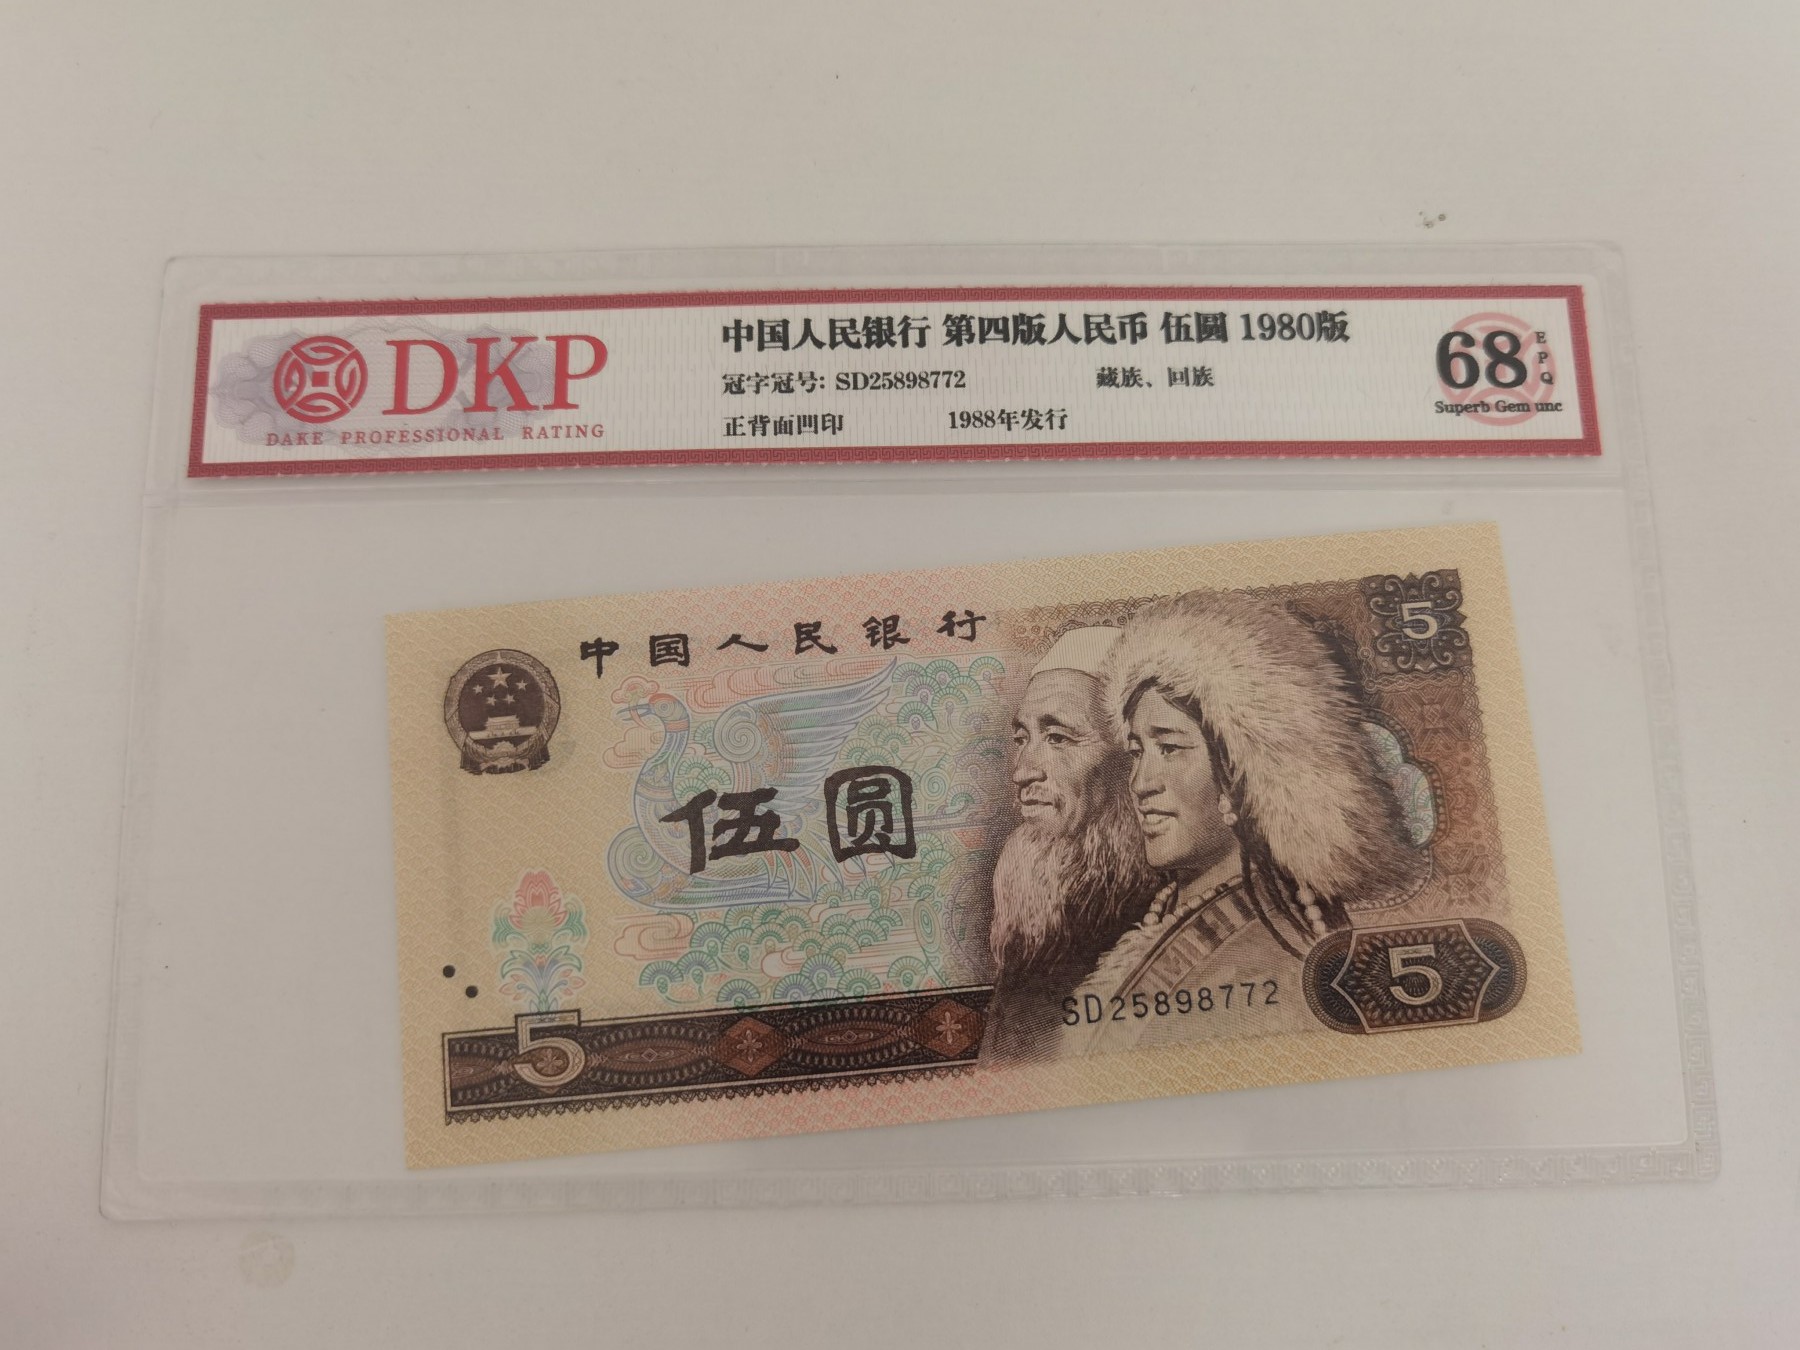 DKP
DAKE PROFESSIONAL RATING
中国人民银行 第四版人民币 伍圆 1980版
冠字冠号: SD25898772 藏族、回族
正背面凹印 1988年发行
68 EPQ
Superb Gem unc
中国人民银行
5
伍圆
SD25898772
5
5